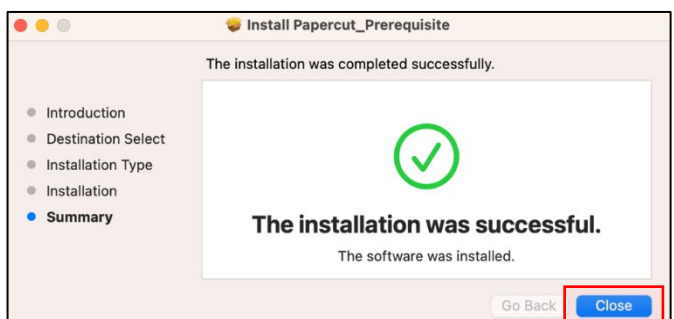 Install Papercut_Prerequisite
The installation was completed successfully.
Introduction
Destination Select
Installation Type
Installation
Summary
The installation was successful.
The software was installed.
Go Back
Close